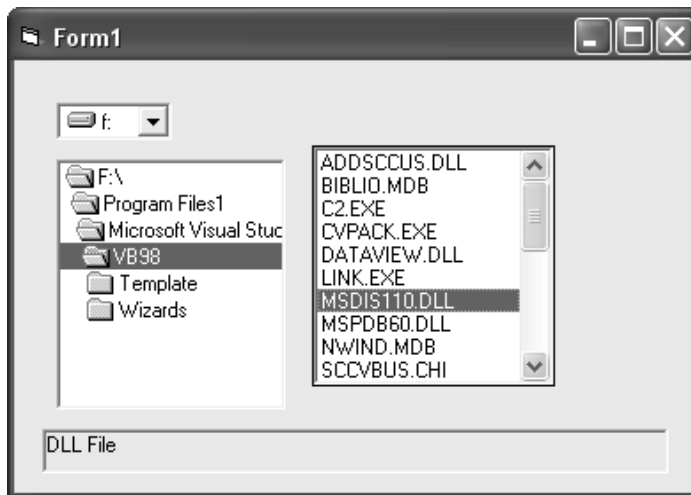 Form1
f:
F:\
Program Files1
Microsoft Visual Stuc
VB98
Template
Wizards
ADDSCCUS.DLL
BIBLIO.MDB
C2.EXE
CVPACK.EXE
DATAVIEW.DLL
LINK.EXE
MSDIS110.DLL
MSPDB60.DLL
NWIND.MDB
SCCVBUS.CHI
DLL File